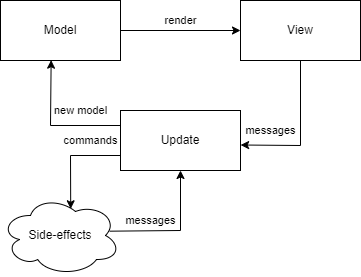 render
Model
View
new model
messages
commands
Update
messages
Side-effects